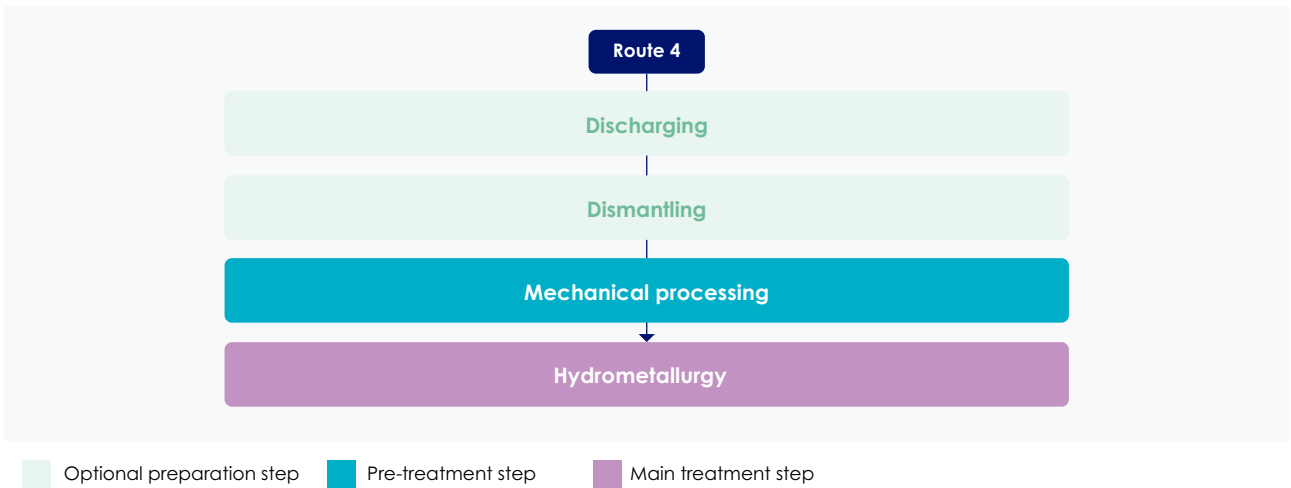 Route 4
Discharging
Dismantling
Mechanical processing
Hydrometallurgy
Optional preparation step Pre-treatment step Main treatment step